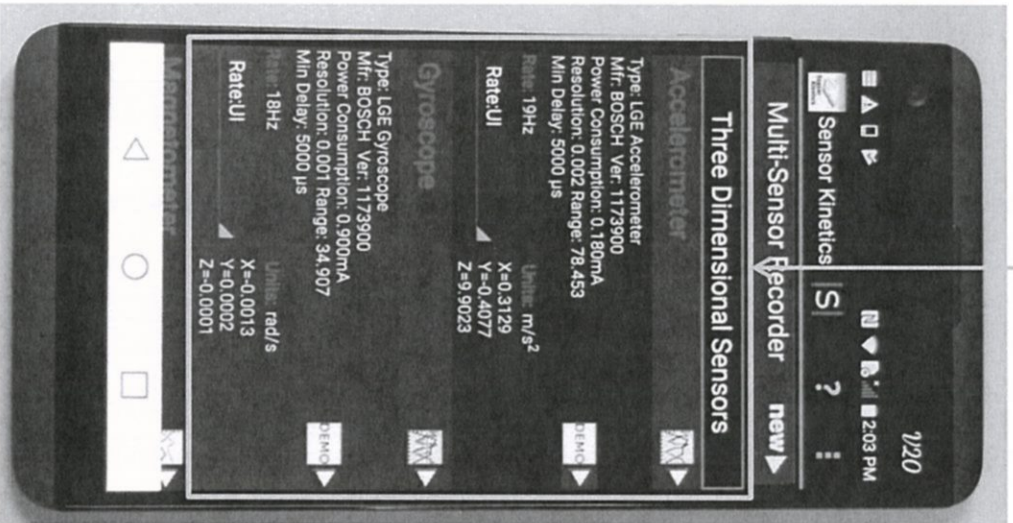 V20
N 2:03 PM
Sensor Kinetics S ? ⋮
Multi-Sensor Recorder new
Three Dimensional Sensors
Accelerometer
Type: LGE Accelerometer
Mfr: BOSCH Ver: 1173900
Power Consumption: 0.180mA
Resolution: 0.002 Range: 78.453
Min Delay: 5000 µs
DEMO
Rate: 19Hz Units: m/s²
X=0.3129
Rate:UI Y=-0.4077
Z=9.9023
Gyroscope
Type: LGE Gyroscope
Mfr: BOSCH Ver: 1173900
Power Consumption: 0.900mA
Resolution: 0.001 Range: 34.907
Min Delay: 5000 µs
DEMO
Rate: 18Hz Units: rad/s
X=-0.0013
Rate:UI Y=0.0002
Z=-0.0001
Magnetometer